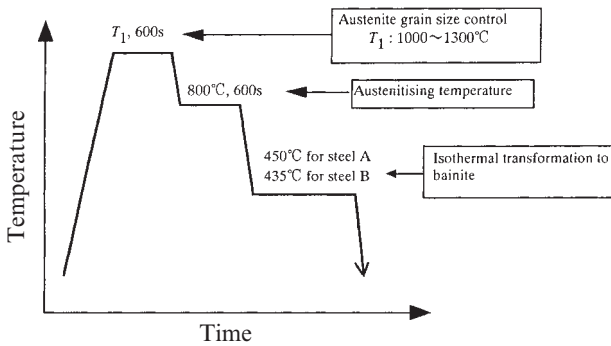 T1, 600s
Austenite grain size control
T1 : 1000～1300℃
800℃, 600s
Austenitising temperature
450℃ for steel A
435℃ for steel B
Isothermal transformation to
bainite
Temperature
Time